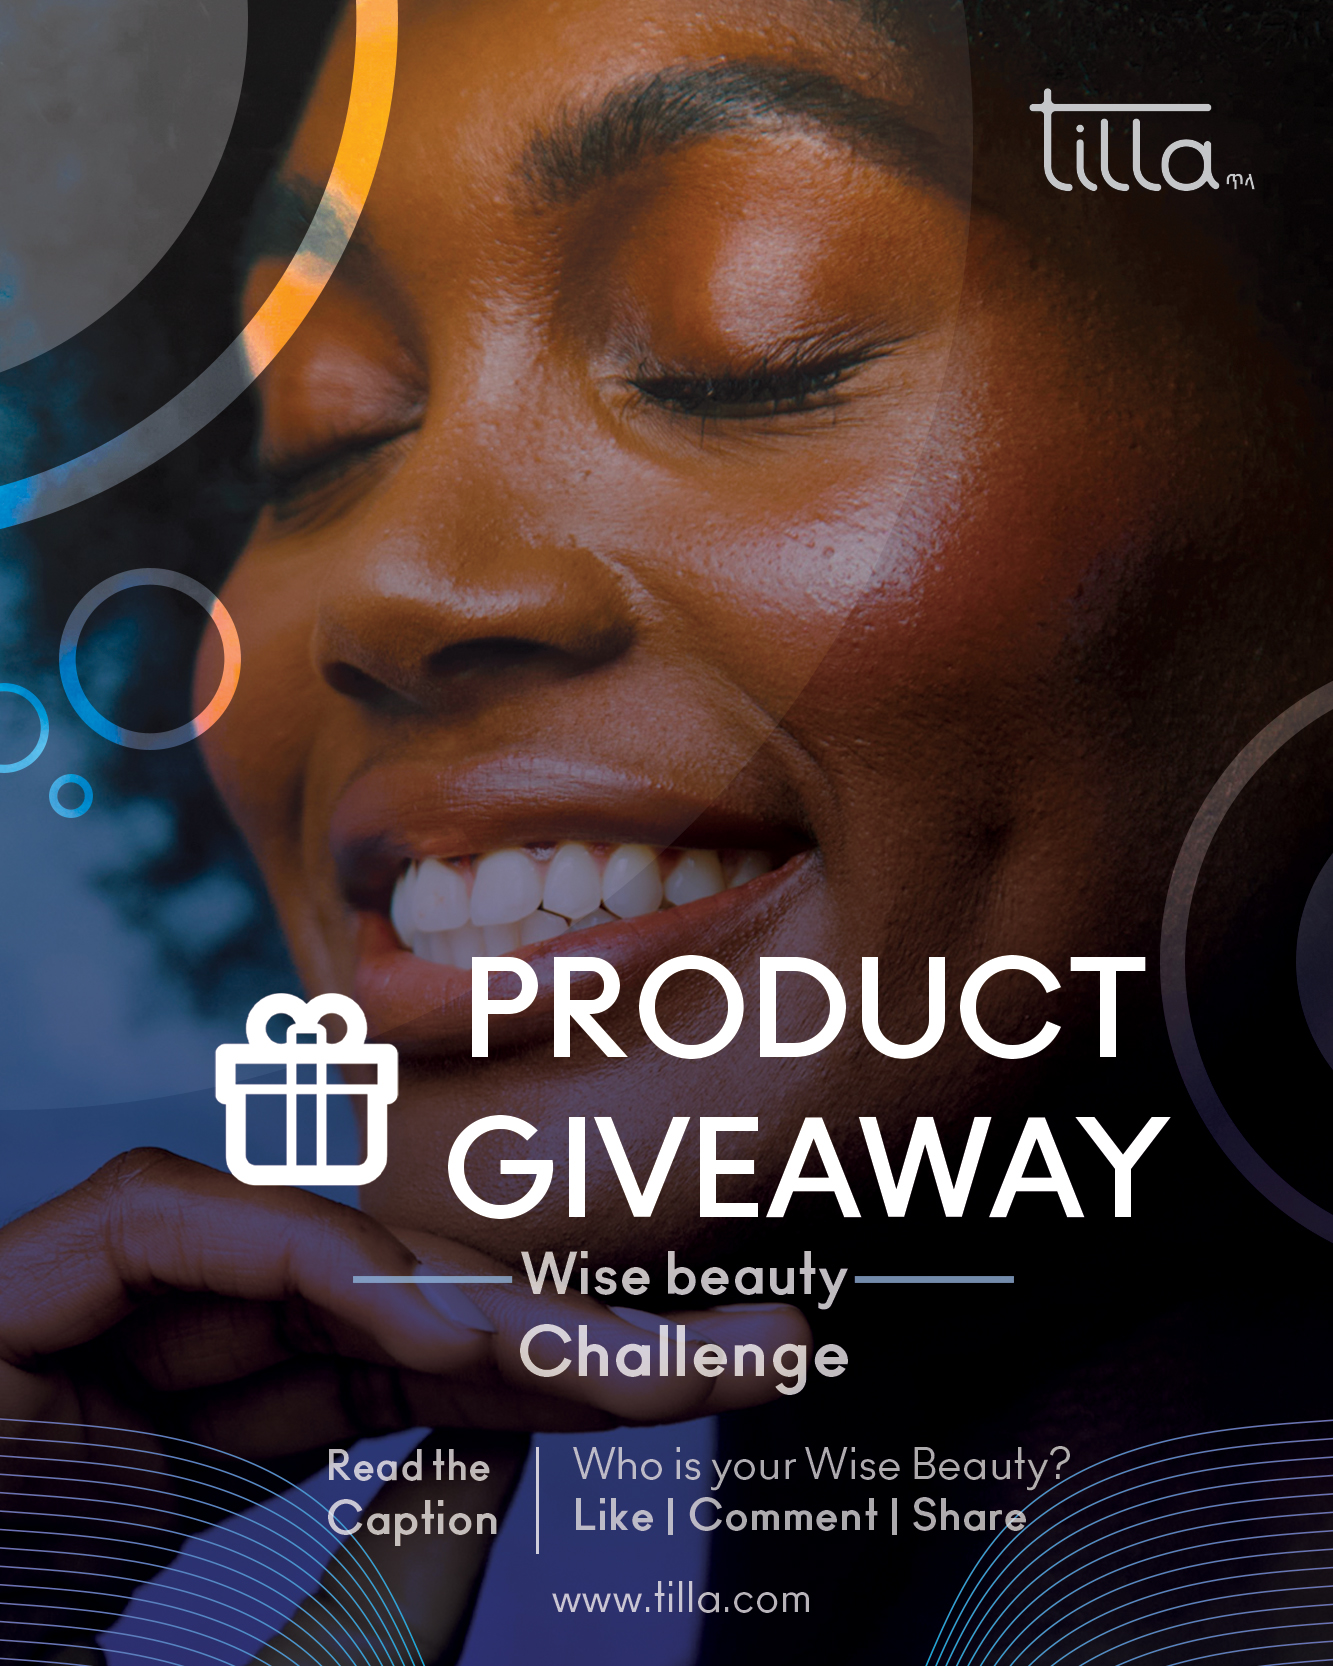 tilla ጥላ
PRODUCT
GIVEAWAY
Wise beauty
Challenge
Read the
Caption
Who is your Wise Beauty?
Like | Comment | Share
www.tilla.com